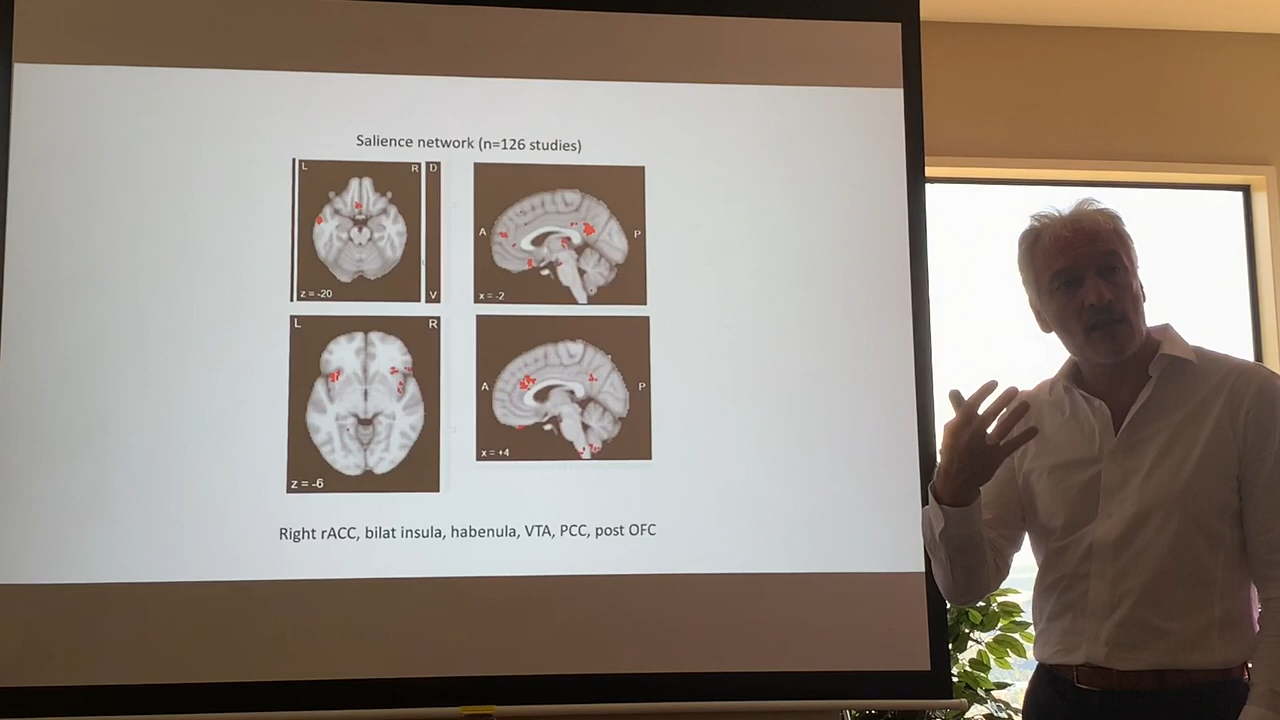 Salience network (n=126 studies)
L R D
z = -20 V
A P
x = -2
L R
z = -6
A P
x = +4
Right rACC, bilat insula, habenula, VTA, PCC, post OFC